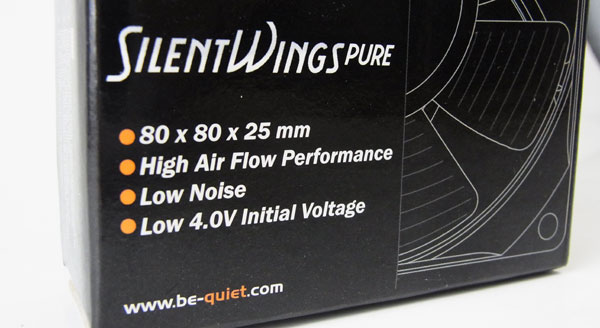 SILENTWINGS PURE
80 x 80 x 25 mm
High Air Flow Performance
Low Noise
Low 4.0V Initial Voltage
www.be-quiet.com